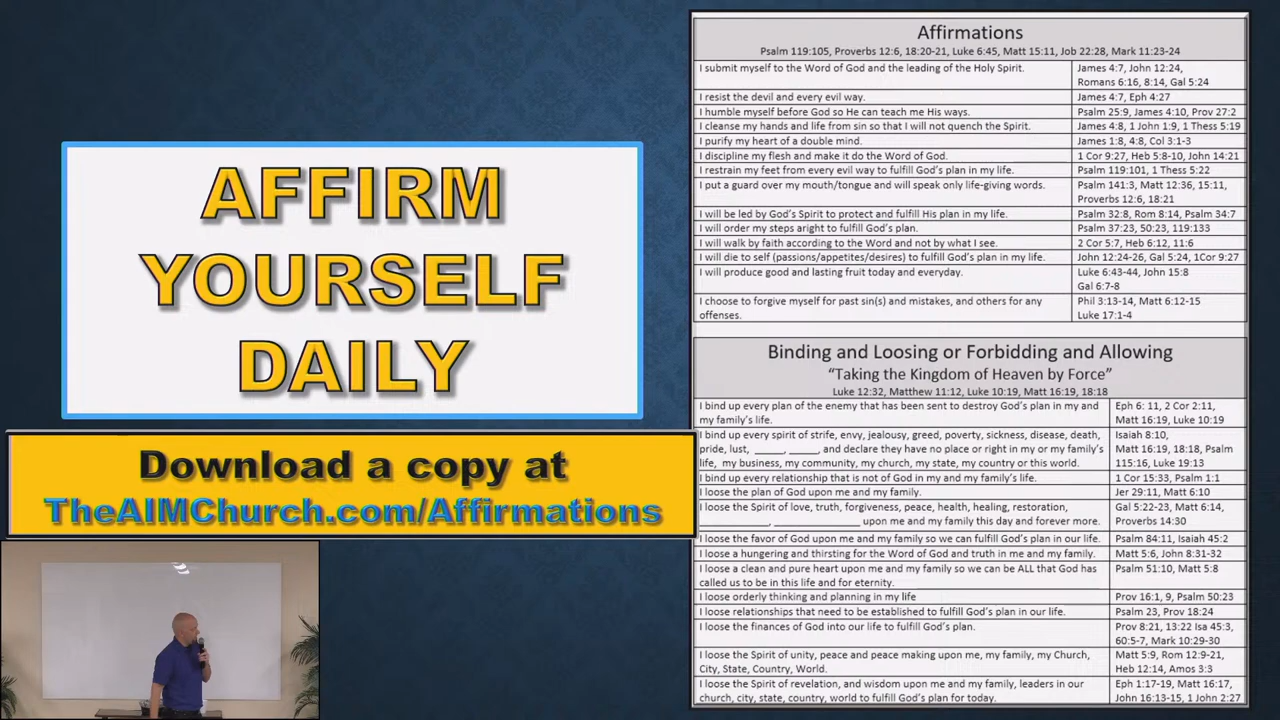 AFFIRM
YOURSELF
DAILY
Download a copy at
TheAIMChurch.com/Affirmations
Affirmations
Psalm 119:105, Proverbs 12:6, 18:20-21, Luke 6:45, Matt 15:11, Job 22:28, Mark 11:23-24
I submit myself to the Word of God and the leading of the Holy Spirit. James 4:7, John 12:24,
Romans 6:16, 8:14, Gal 5:24
I resist the devil and every evil way. James 4:7, Eph 4:27
I humble myself before God so He can teach me His ways. Psalm 25:9, James 4:10, Prov 27:2
I cleanse my hands and life from sin so that I will not quench the Spirit. James 4:8, 1 John 1:9, 1 Thess 5:19
I purify my heart of a double mind. James 1:8, 4:8, Col 3:1-3
I discipline my flesh and make it do the Word of God. 1 Cor 9:27, Heb 5:8-10, John 14:21
I restrain my feet from every evil way to fulfill God's plan in my life. Psalm 119:101, 1 Thess 5:22
I put a guard over my mouth/tongue and will speak only life-giving words. Psalm 141:3, Matt 12:36, 15:11,
Proverbs 12:6, 18:21
I will be led by God's Spirit to protect and fulfill His plan in my life. Psalm 32:8, Rom 8:14, Psalm 34:7
I will order my steps aright to fulfill God's plan. Psalm 37:23, 50:23, 119:133
I will walk by faith according to the Word and not by what I see. 2 Cor 5:7, Heb 6:12, 11:6
I will die to self (passions/appetites/desires) to fulfill God's plan in my life. John 12:24-26, Gal 5:24, 1Cor 9:27
I will produce good and lasting fruit today and everyday. Luke 6:43-44, John 15:8
Gal 6:7-8
I choose to forgive myself for past sin(s) and mistakes, and others for any Phil 3:13-14, Matt 6:12-15
offenses. Luke 17:1-4
Binding and Loosing or Forbidding and Allowing
"Taking the Kingdom of Heaven by Force"
Luke 12:32, Matthew 11:12, Luke 10:19, Matt 16:19, 18:18
I bind up every plan of the enemy that has been sent to destroy God's plan in my and Eph 6: 11, 2 Cor 2:11,
my family's life. Matt 16:19, Luke 10:19
I bind up every spirit of strife, envy, jealousy, greed, poverty, sickness, disease, death, Isaiah 8:10,
pride, lust, _____, _____, and declare they have no place or right in my or my family's Matt 16:19, 18:18, Psalm
life, my business, my community, my church, my state, my country or this world. 115:16, Luke 19:13
I bind up every relationship that is not of God in my and my family's life. 1 Cor 15:33, Psalm 1:1
I loose the plan of God upon me and my family. Jer 29:11, Matt 6:10
I loose the Spirit of love, truth, forgiveness, peace, health, healing, restoration, Gal 5:22-23, Matt 6:14,
____________, _______________ upon me and my family this day and forever more. Proverbs 14:30
I loose the favor of God upon me and my family so we can fulfill God's plan in our life. Psalm 84:11, Isaiah 45:2
I loose a hungering and thirsting for the Word of God and truth in me and my family. Matt 5:6, John 8:31-32
I loose a clean and pure heart upon me and my family so we can be ALL that God has Psalm 51:10, Matt 5:8
called us to be in this life and for eternity.
I loose orderly thinking and planning in my life Prov 16:1, 9, Psalm 50:23
I loose relationships that need to be established to fulfill God's plan in our life. Psalm 23, Prov 18:24
I loose the finances of God into our life to fulfill God's plan. Prov 8:21, 13:22 Isa 45:3,
60:5-7, Mark 10:29-30
I loose the Spirit of unity, peace and peace making upon me, my family, my Church, Matt 5:9, Rom 12:9-21,
City, State, Country, World. Heb 12:14, Amos 3:3
I loose the Spirit of revelation, and wisdom upon me and my family, leaders in our Eph 1:17-19, Matt 16:17,
church, city, state, country, world to fulfill God's plan for today. John 16:13-15, 1 John 2:27